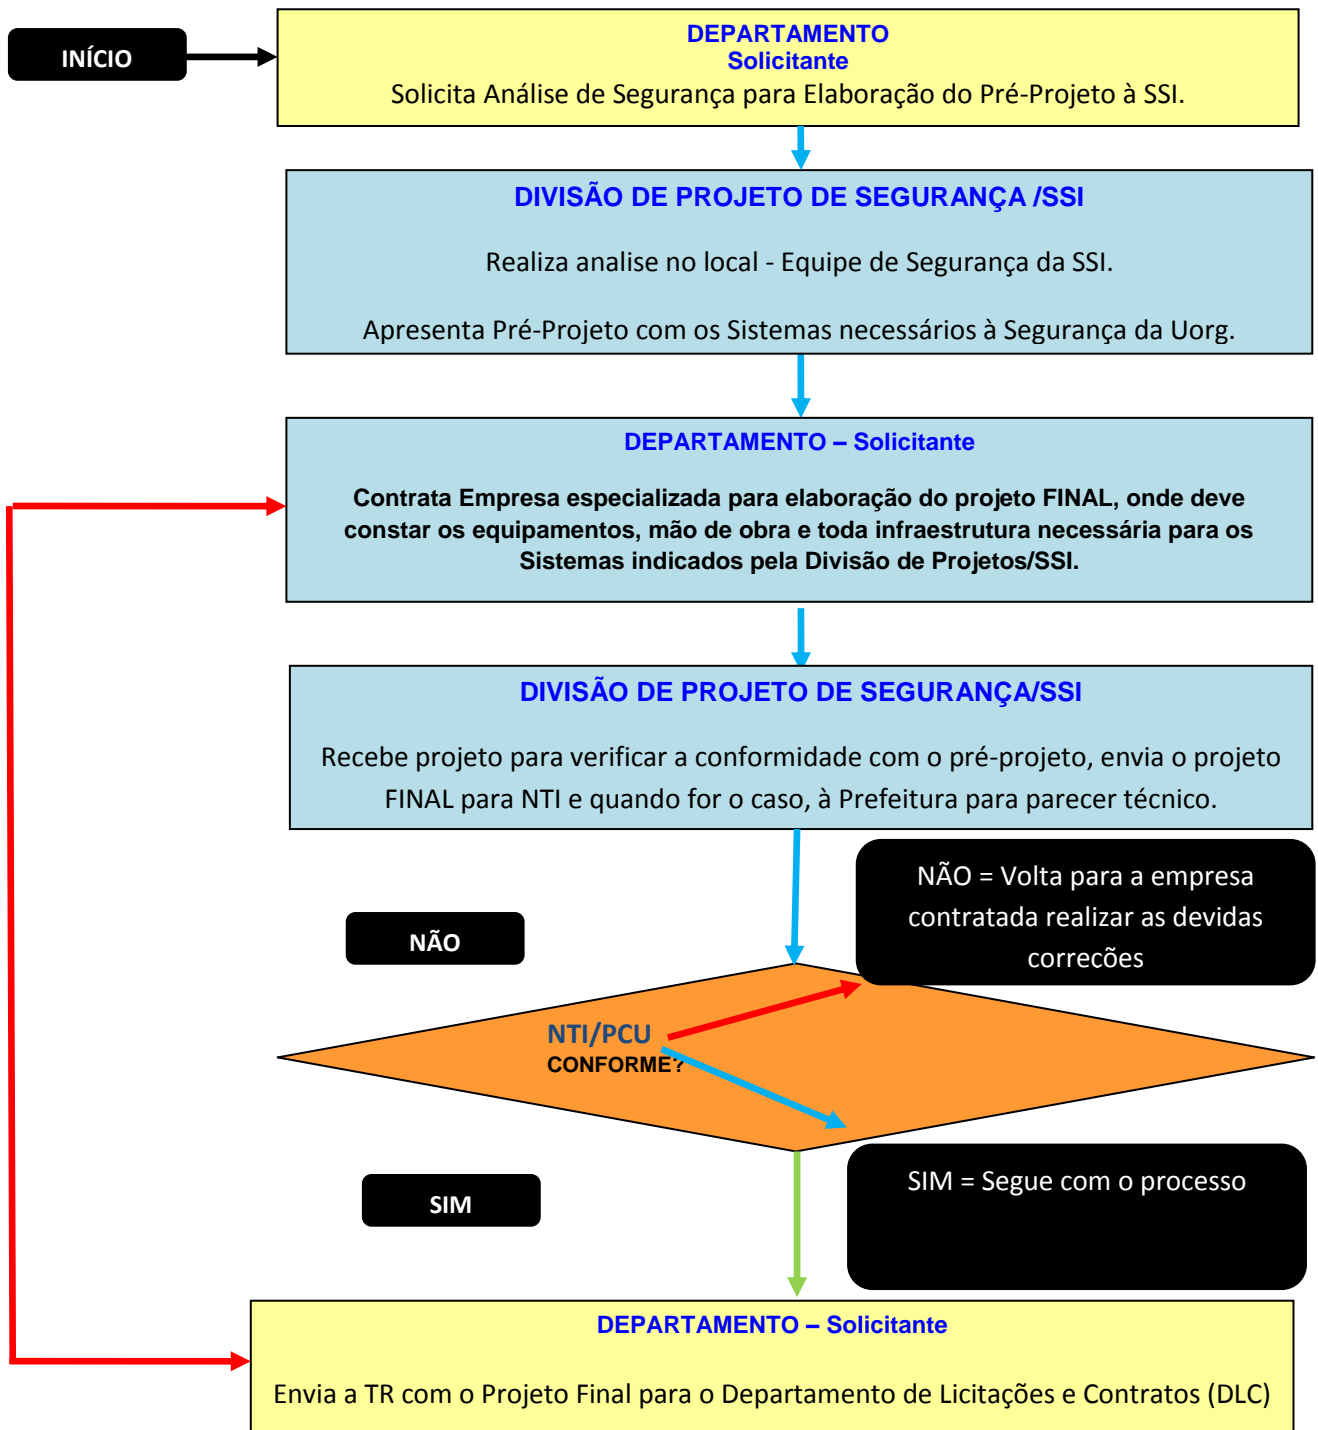 INÍCIO
DEPARTAMENTO
Solicitante
Solicita Análise de Segurança para Elaboração do Pré-Projeto à SSI.
DIVISÃO DE PROJETO DE SEGURANÇA /SSI
Realiza analise no local - Equipe de Segurança da SSI.
Apresenta Pré-Projeto com os Sistemas necessários à Segurança da Uorg.
DEPARTAMENTO – Solicitante
Contrata Empresa especializada para elaboração do projeto FINAL, onde deve
constar os equipamentos, mão de obra e toda infraestrutura necessária para os
Sistemas indicados pela Divisão de Projetos/SSI.
DIVISÃO DE PROJETO DE SEGURANÇA/SSI
Recebe projeto para verificar a conformidade com o pré-projeto, envia o projeto
FINAL para NTI e quando for o caso, à Prefeitura para parecer técnico.
NÃO = Volta para a empresa
contratada realizar as devidas
correcões
NÃO
NTI/PCU
CONFORME?
SIM = Segue com o processo
SIM
DEPARTAMENTO – Solicitante
Envia a TR com o Projeto Final para o Departamento de Licitações e Contratos (DLC)